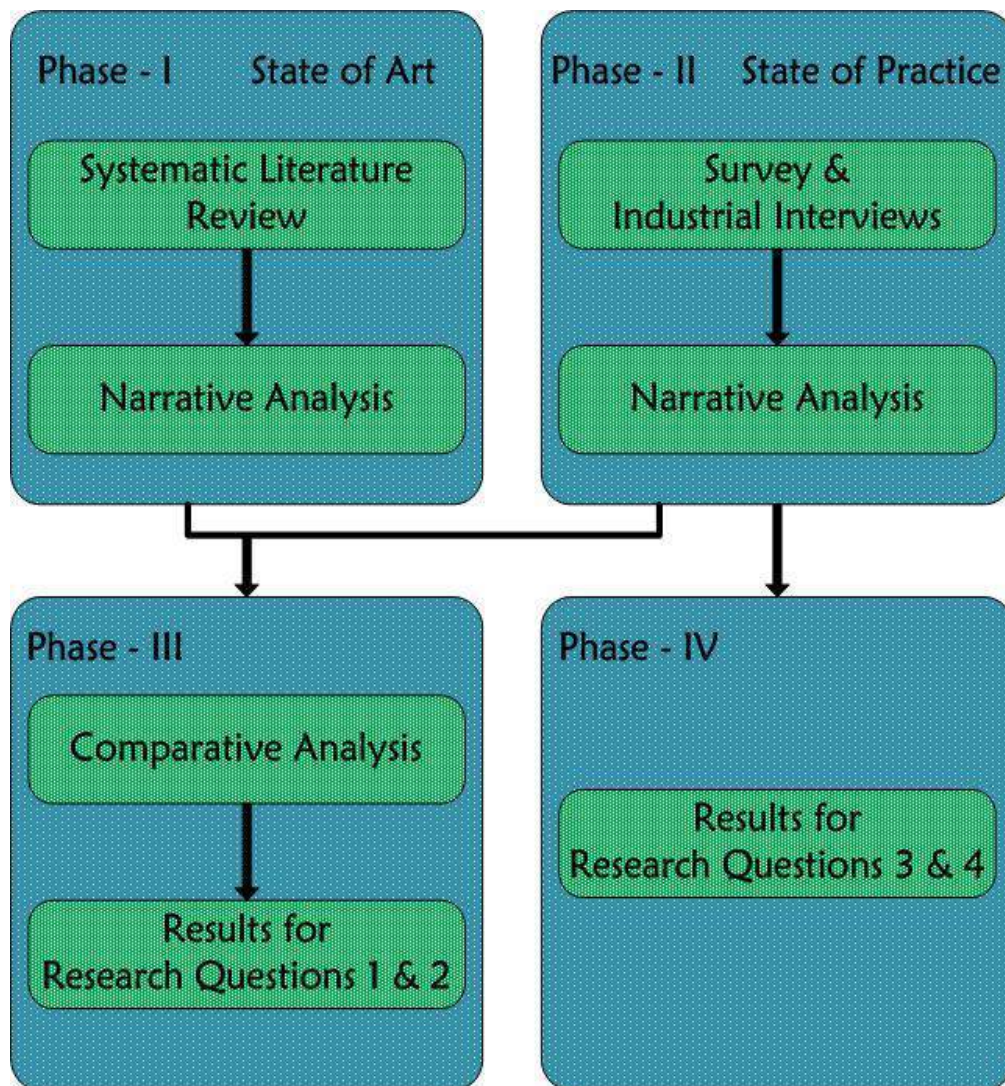 Phase - I State of Art
Systematic Literature
Review
Narrative Analysis
Phase - II State of Practice
Survey &
Industrial Interviews
Narrative Analysis
Phase - III
Comparative Analysis
Results for
Research Questions 1 & 2
Phase - IV
Results for
Research Questions 3 & 4